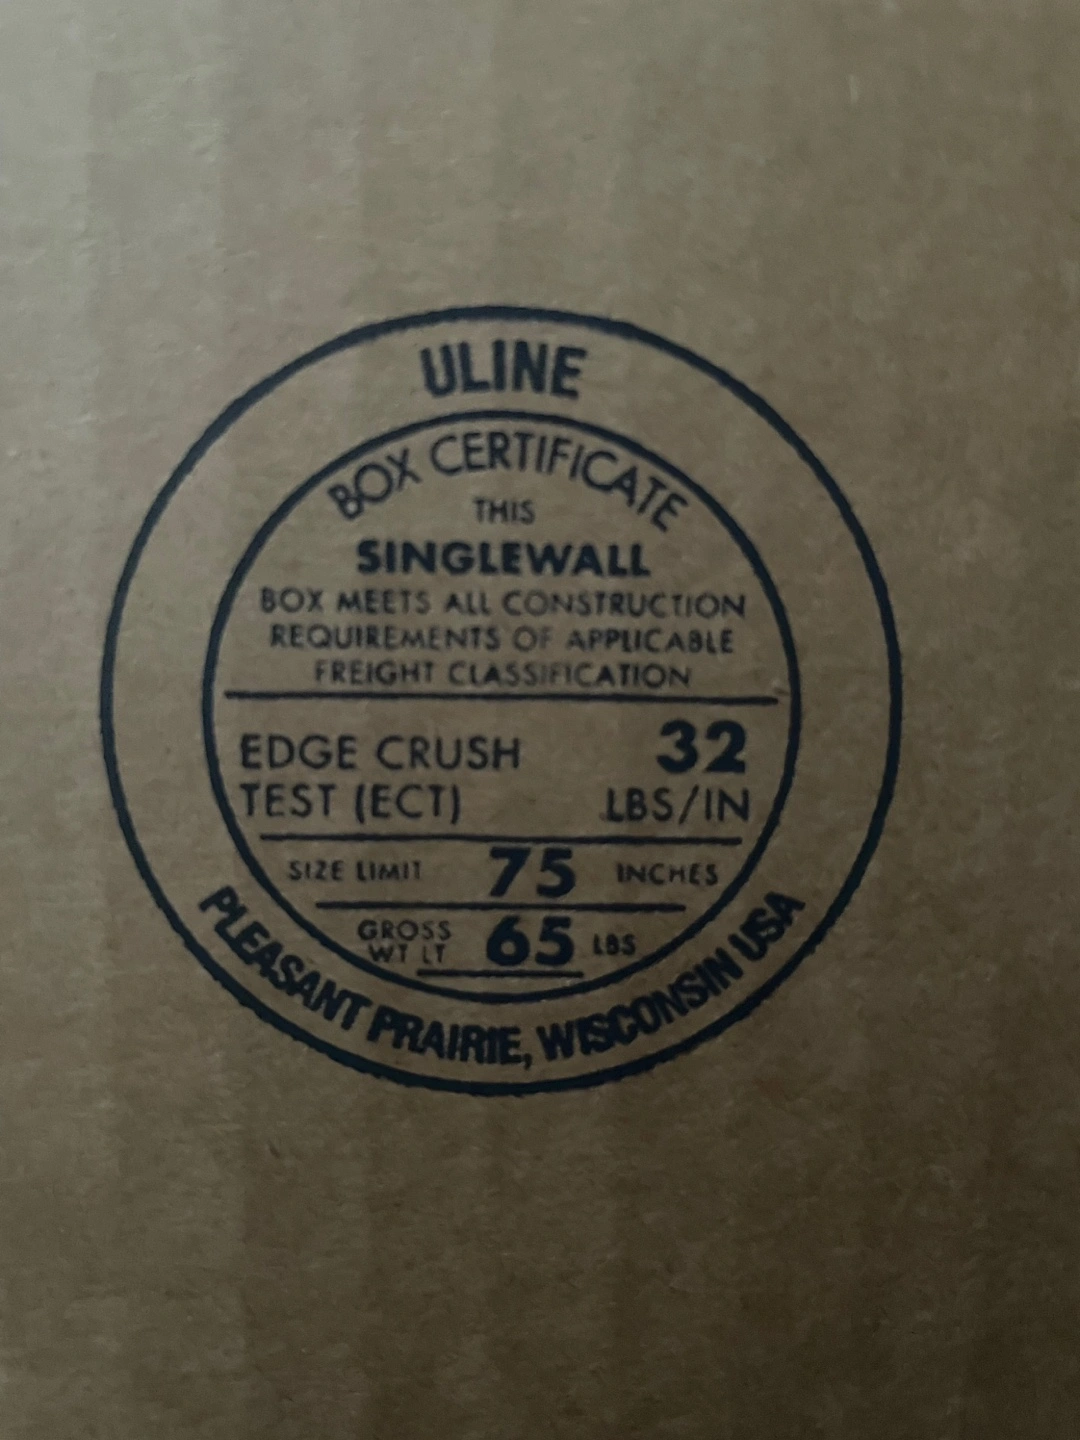 ULINE
BOX CERTIFICATE
THIS
SINGLEWALL
BOX MEETS ALL CONSTRUCTION
REQUIREMENTS OF APPLICABLE
FREIGHT CLASSIFICATION
EDGE CRUSH 32
TEST (ECT) LBS/IN
SIZE LIMIT 75 INCHES
GROSS
WT LT 65 LBS
PLEASANT PRAIRIE, WISCONSIN USA